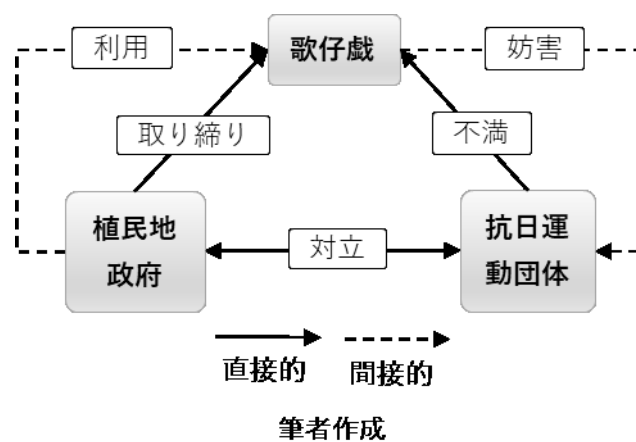 利用
歌仔戯
妨害
取り締り
不満
植民地
政府
対立
抗日運
動団体
直接的
間接的
筆者作成